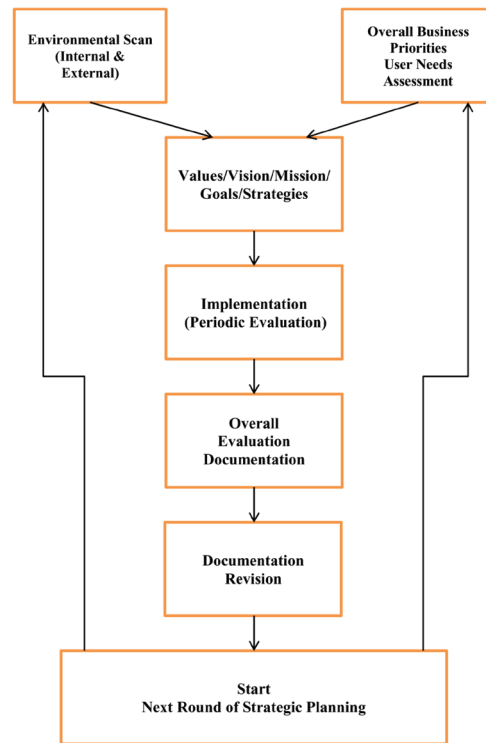 Environmental Scan
(Internal &
External)
Overall Business
Priorities
User Needs
Assessment
Values/Vision/Mission/
Goals/Strategies
Implementation
(Periodic Evaluation)
Overall
Evaluation
Documentation
Documentation
Revision
Start
Next Round of Strategic Planning